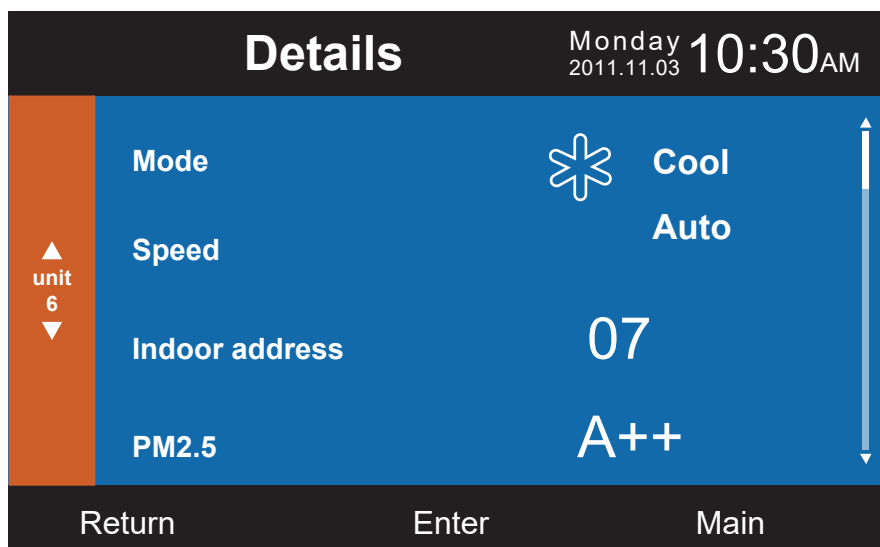 Details
Monday
2011.11.03
10:30AM
Mode
Cool
Auto
Speed
unit
6
Indoor address
07
PM2.5
A++
Return
Enter
Main